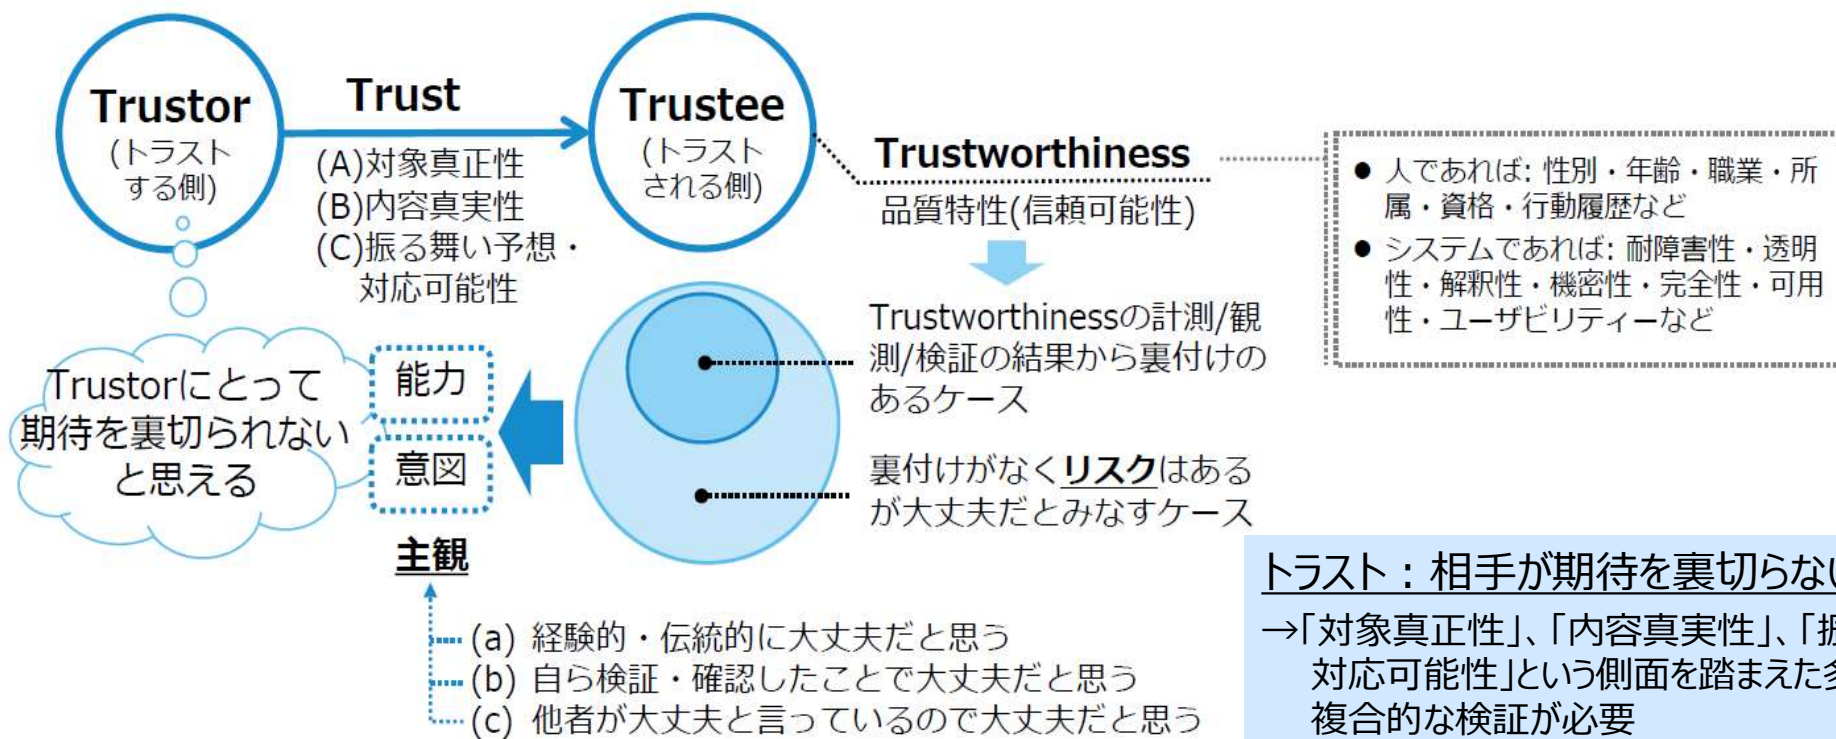 Trustor
(トラスト
する側)
Trust
(A)対象真正性
(B)内容真実性
(C)振る舞い予想・
対応可能性
Trustee
(トラスト
される側)
Trustworthiness
品質特性(信頼可能性)
● 人であれば: 性別・年齢・職業・所
属・資格・行動履歴など
● システムであれば: 耐障害性・透明
性・解釈性・機密性・完全性・可用
性・ユーザビリティーなど
Trustworthinessの計測/観
測/検証の結果から裏付けの
あるケース
裏付けがなくリスクはある
が大丈夫だとみなすケース
Trustorにとって
期待を裏切られない
と思える
能力
意図
主観
(a) 経験的・伝統的に大丈夫だと思う
(b) 自ら検証・確認したことで大丈夫だと思う
(c) 他者が大丈夫と言っているので大丈夫だと思う
トラスト：相手が期待を裏切らな
→「対象真正性」、「内容真実性」、「
対応可能性」という側面を踏まえた
複合的な検証が必要